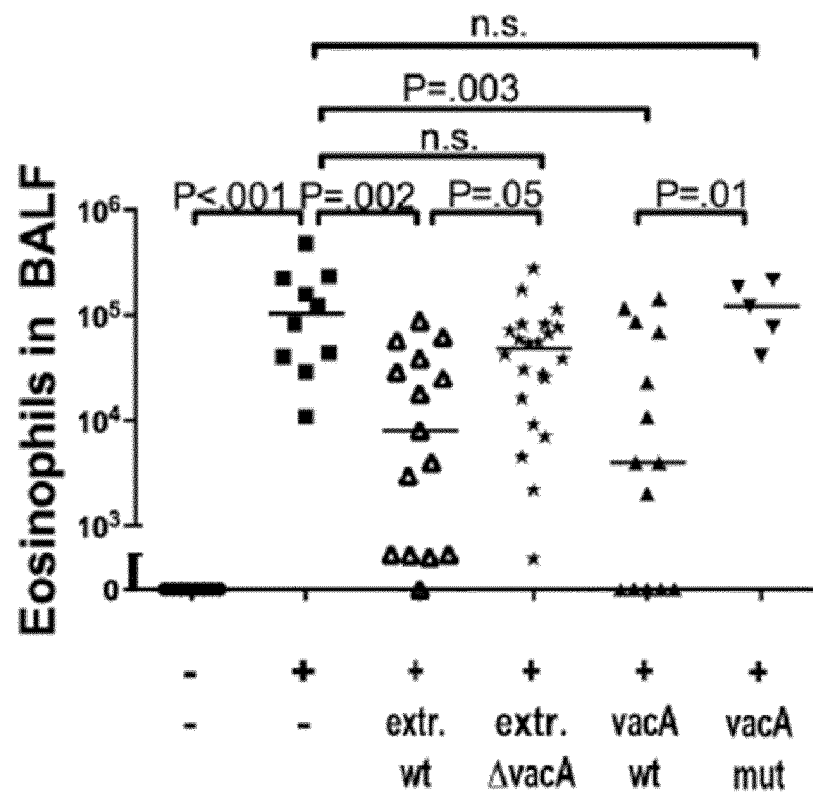 n.s.
P=.003
n.s.
P<.001 P=.002 P=.05 P=.01
Eosinophils in BALF
10⁶
10⁵
10⁴
10³
0
- + + + + +
- - extr. extr. vacA vacA
wt ΔvacA wt mut